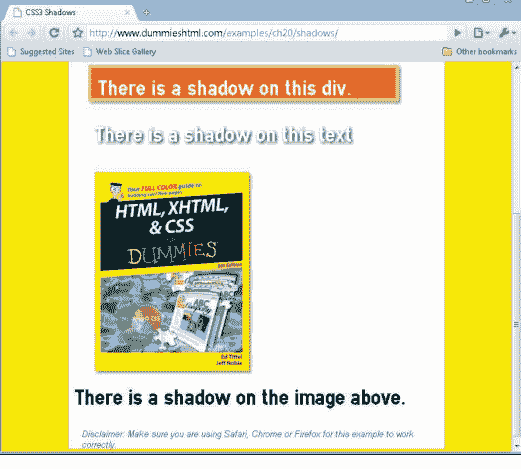 CSS3 Shadows
http://www.dummieshtml.com/examples/ch20/shadows/
Suggested Sites
Web Slice Gallery
Other bookmarks
There is a shadow on this div.
There is a shadow on this text
Your FULL COLOR guide to
building
pages
HTML, XHTML,
& CSS
FOR
DUMMIES
Ed Tittel
Jeff Noble
There is a shadow on the image above.
Disclaimer: Make sure you are using Safari, Chrome or Firefox for this example to work
correctly.